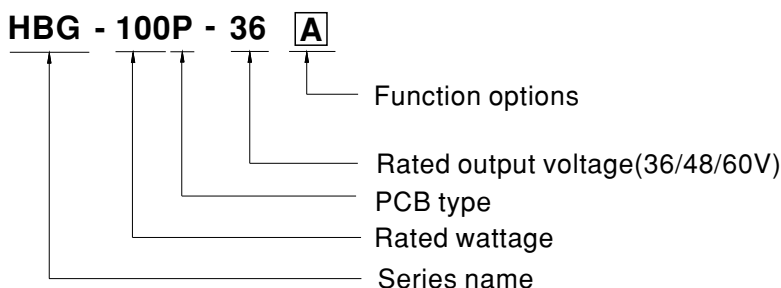 HBG - 100P - 36 A
Function options
Rated output voltage(36/48/60V)
PCB type
Rated wattage
Series name